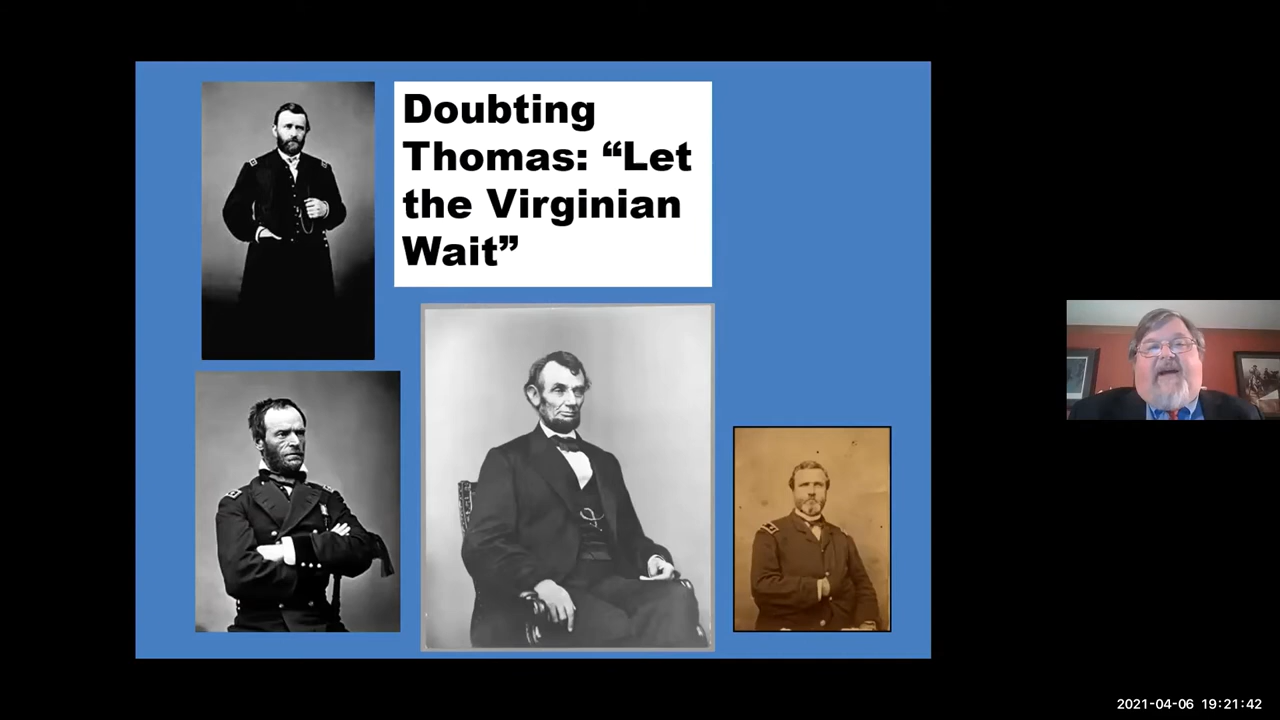 Doubting
Thomas: “Let
the Virginian
Wait”
2021-04-06 19:21:42